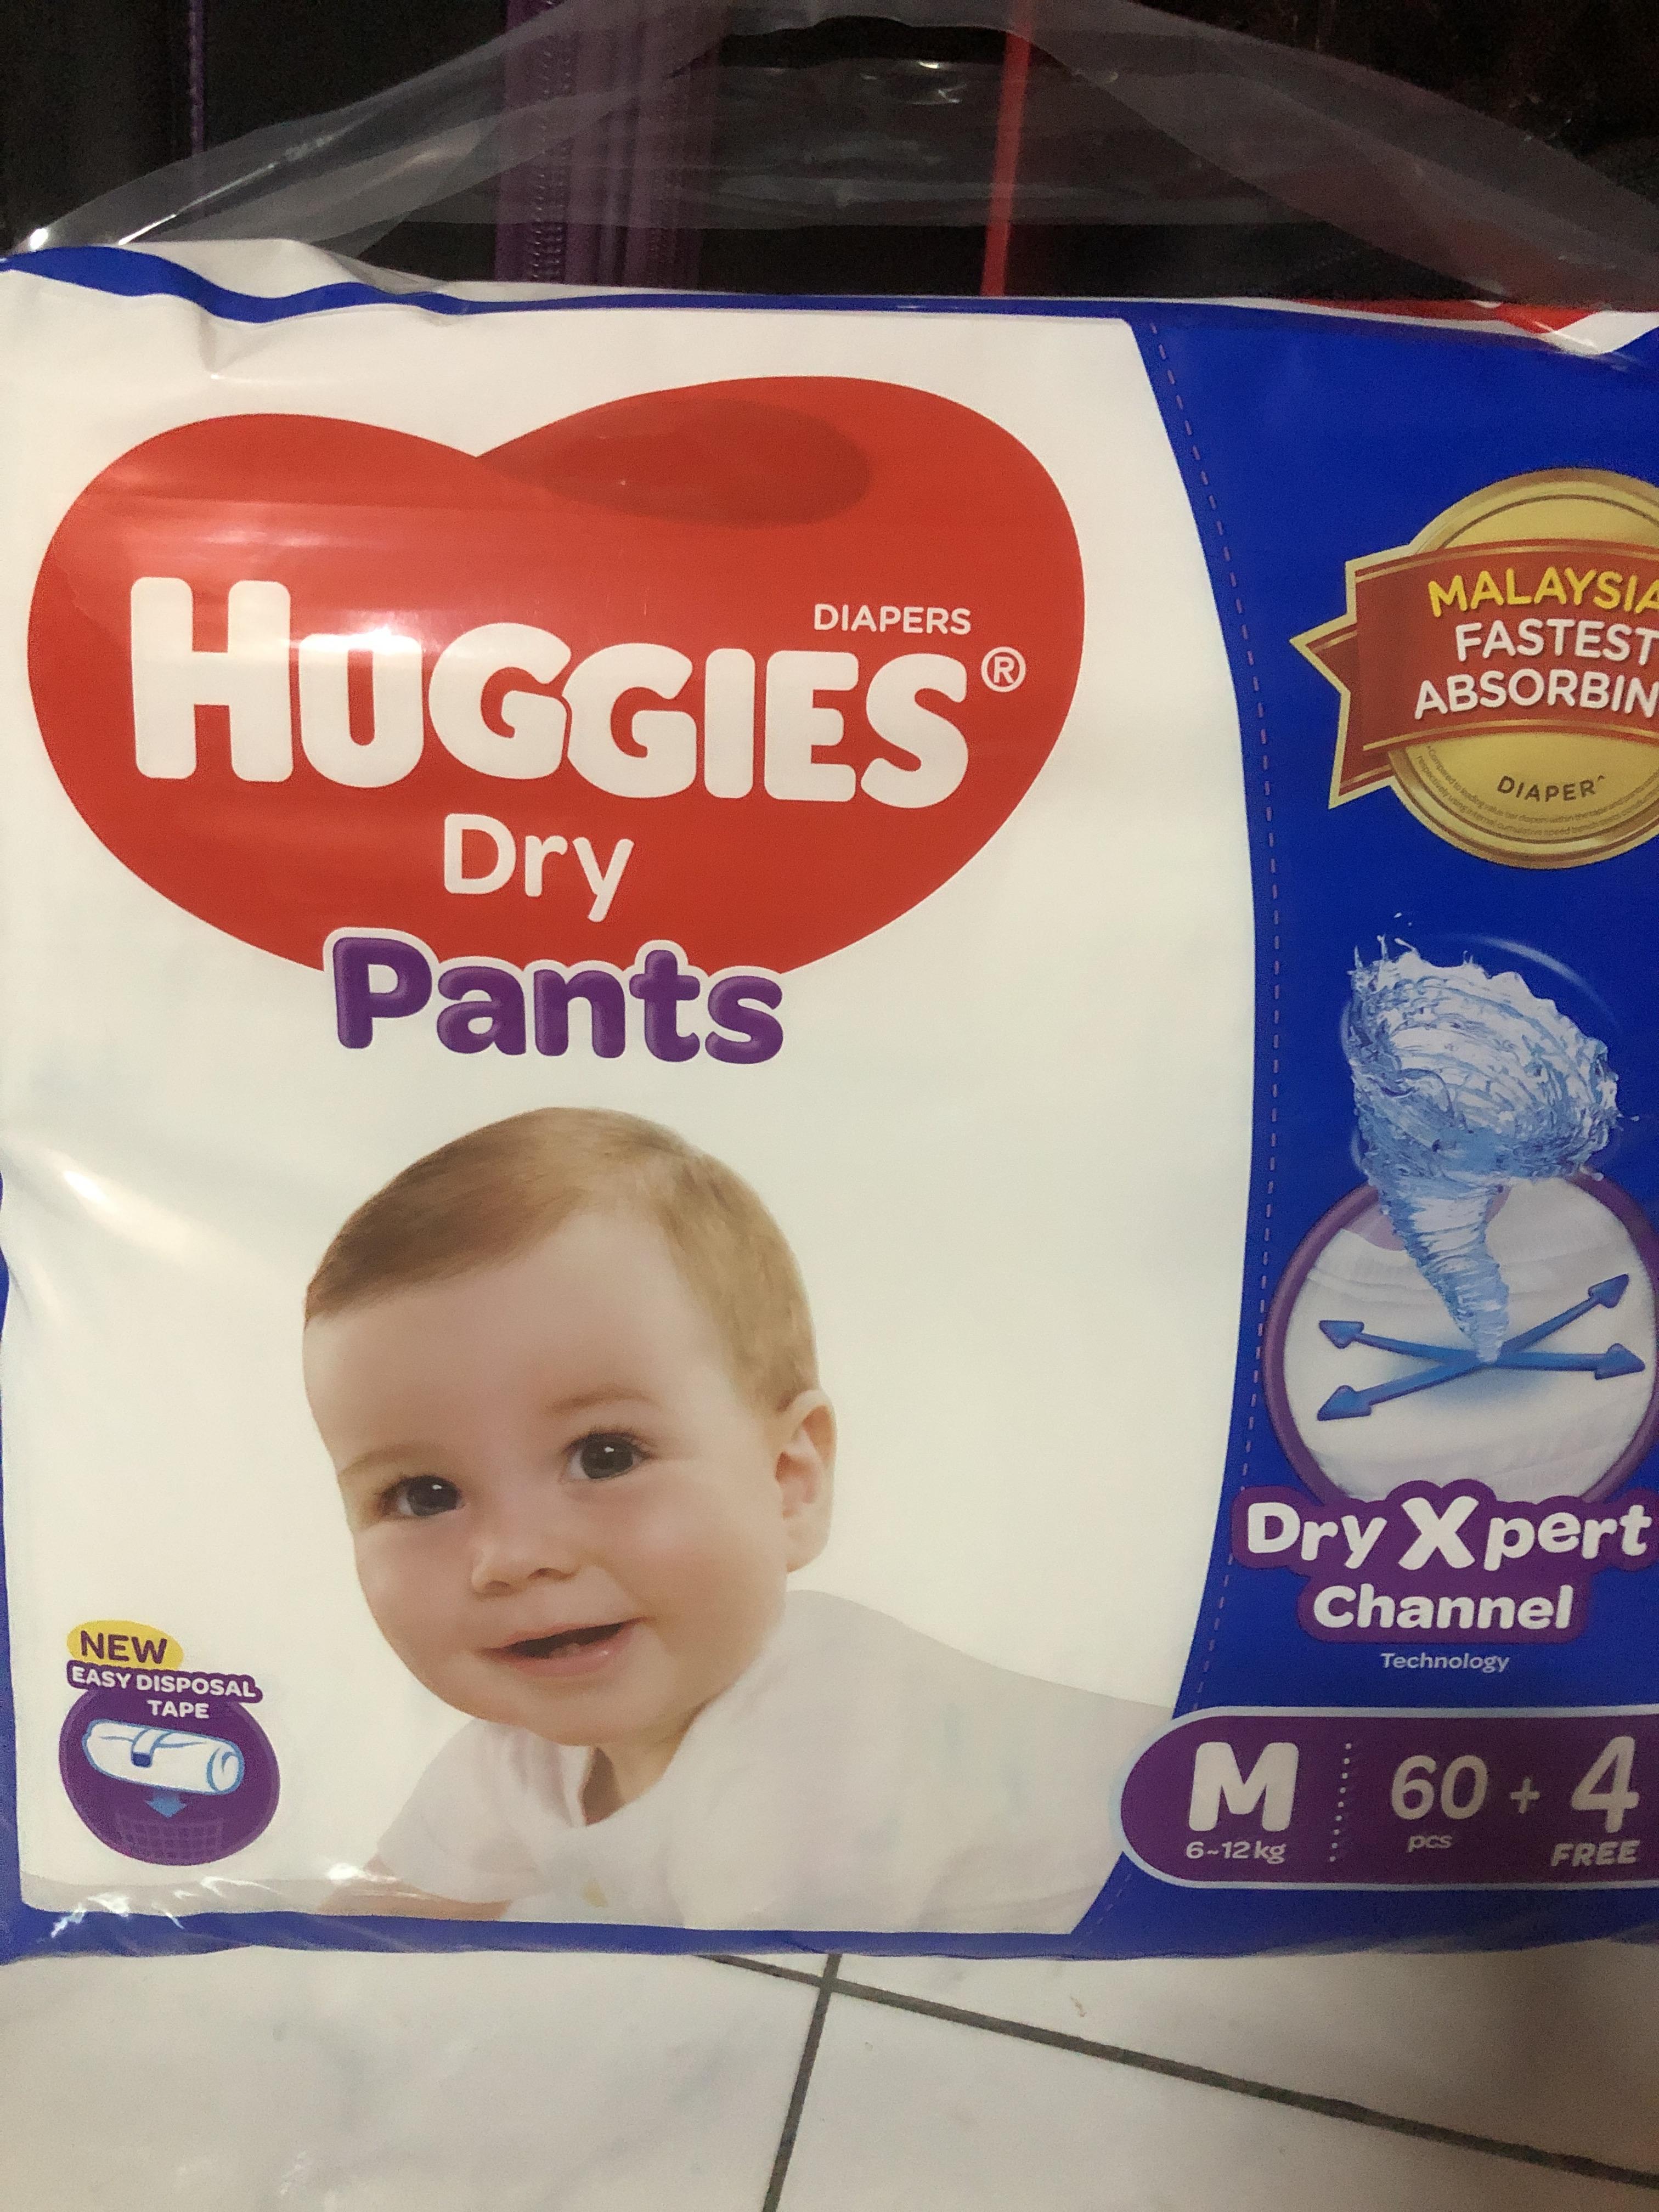 DIAPERS
HUGGIES®
Dry
Pants
MALAYSIA
FASTEST
ABSORBIN
DIAPER^
Dry Xpert
Channel
Technology
NEW
EASY DISPOSAL
TAPE
M
6~12kg
60 + 4
pcs
FREE